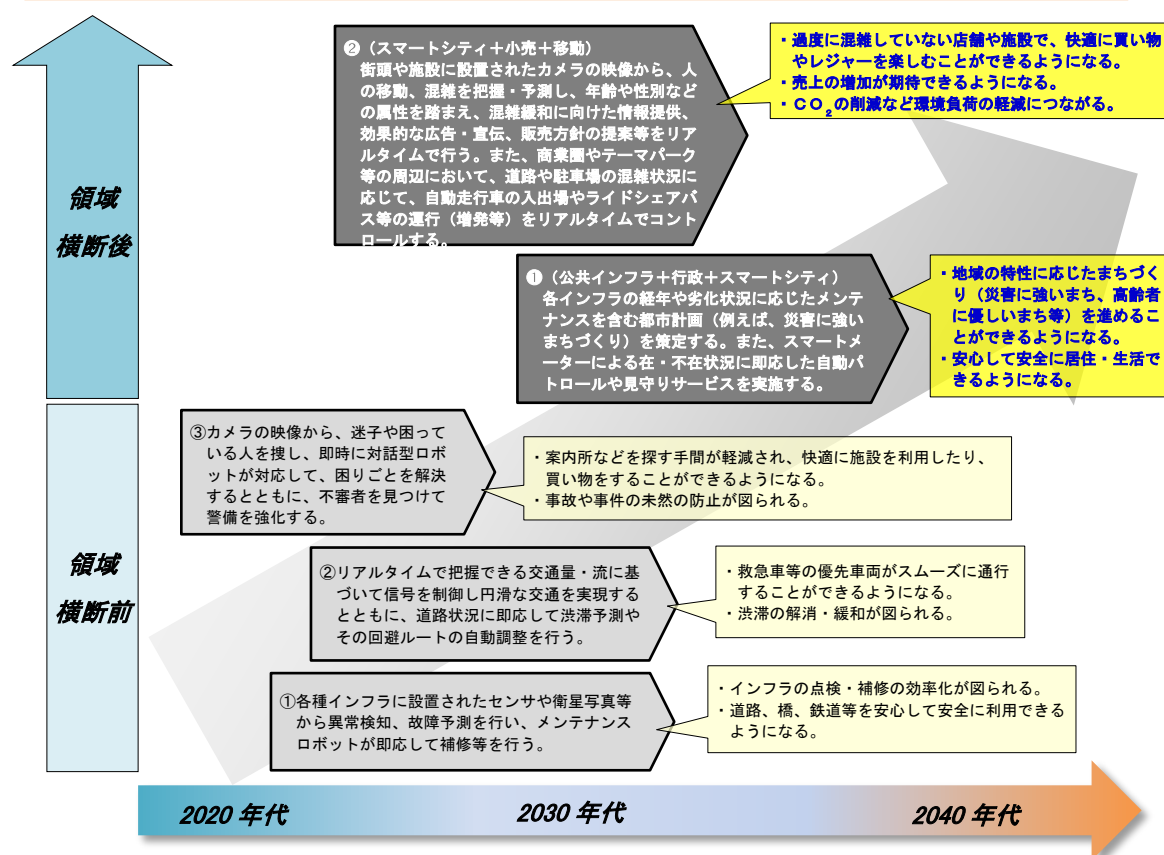 ❷（スマートシティ＋小売＋移動）
街頭や施設に設置されたカメラの映像から、人
の移動、混雑を把握・予測し、年齢や性別など
の属性を踏まえ、混雑緩和に向けた情報提供、
効果的な広告・宣伝、販売方針の提案等をリア
ルタイムで行う。また、商業圏やテーマパーク
等の周辺において、道路や駐車場の混雑状況に
応じて、自動走行車の入出場やライドシェアバ
ス等の運行（増発等）をリアルタイムでコント
ロールする。
・過度に混雑していない店舗や施設で、快適に買い物
やレジャーを楽しむことができるようになる。
・売上の増加が期待できるようになる。
・ＣＯ₂の削減など環境負荷の軽減につながる。
領域
横断後
❶（公共インフラ＋行政＋スマートシティ）
各インフラの経年や劣化状況に応じたメンテ
ナンスを含む都市計画（例えば、災害に強い
まちづくり）を策定する。また、スマートメ
ーターによる在・不在状況に即応した自動パ
トロールや見守りサービスを実施する。
・地域の特性に応じたまちづく
り（災害に強いまち、高齢者
に優しいまち等）を進めるこ
とができるようになる。
・安心して安全に居住・生活で
きるようになる。
③カメラの映像から、迷子や困って
いる人を捜し、即時に対話型ロボ
ットが対応して、困りごとを解決
するとともに、不審者を見つけて
警備を強化する。
・案内所などを探す手間が軽減され、快適に施設を利用したり、
買い物をすることができるようになる。
・事故や事件の未然の防止が図られる。
領域
横断前
②リアルタイムで把握できる交通量・流に基
づいて信号を制御し円滑な交通を実現する
とともに、道路状況に即応して渋滞予測や
その回避ルートの自動調整を行う。
・救急車等の優先車両がスムーズに通行
することができるようになる。
・渋滞の解消・緩和が図られる。
①各種インフラに設置されたセンサや衛星写真等
から異常検知、故障予測を行い、メンテナンス
ロボットが即応して補修等を行う。
・インフラの点検・補修の効率化が図られる。
・道路、橋、鉄道等を安心して安全に利用できる
ようになる。
2020 年代
2030 年代
2040 年代